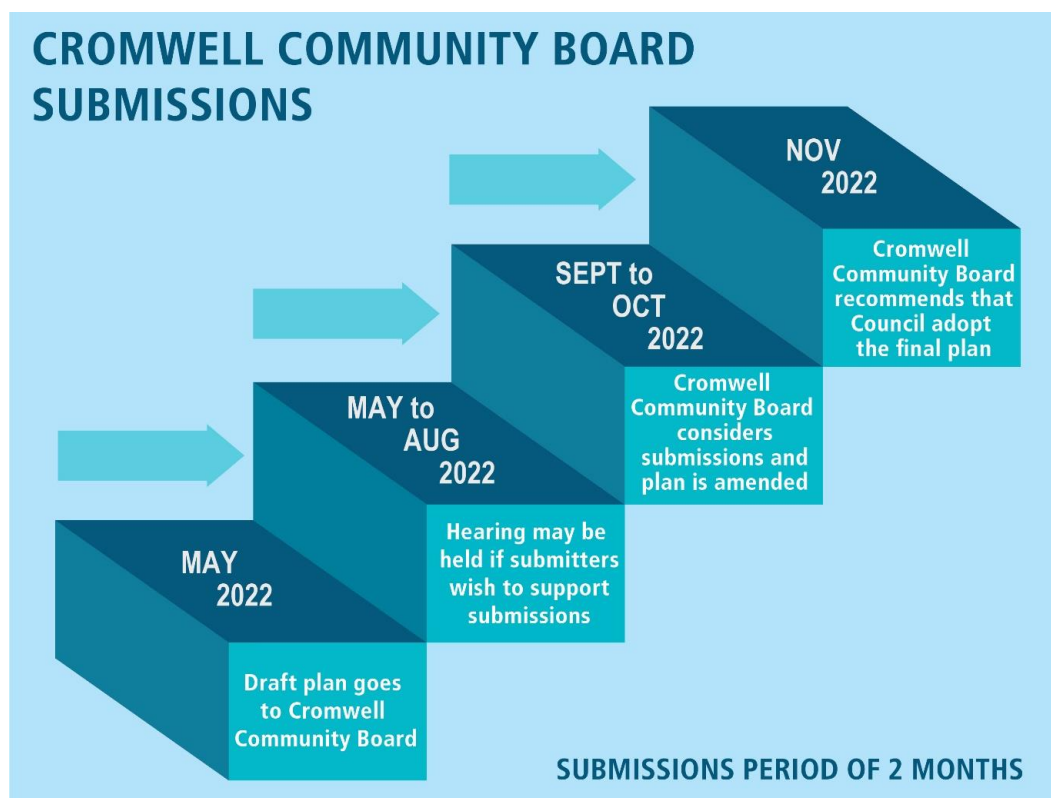 CROMWELL COMMUNITY BOARD
SUBMISSIONS
MAY
2022
Draft plan goes
to Cromwell
Community Board
MAY to
AUG
2022
Hearing may be
held if submitters
wish to support
submissions
SEPT to
OCT
2022
Cromwell
Community Board
considers
submissions and
plan is amended
NOV
2022
Cromwell
Community Board
recommends that
Council adopt
the final plan
SUBMISSIONS PERIOD OF 2 MONTHS